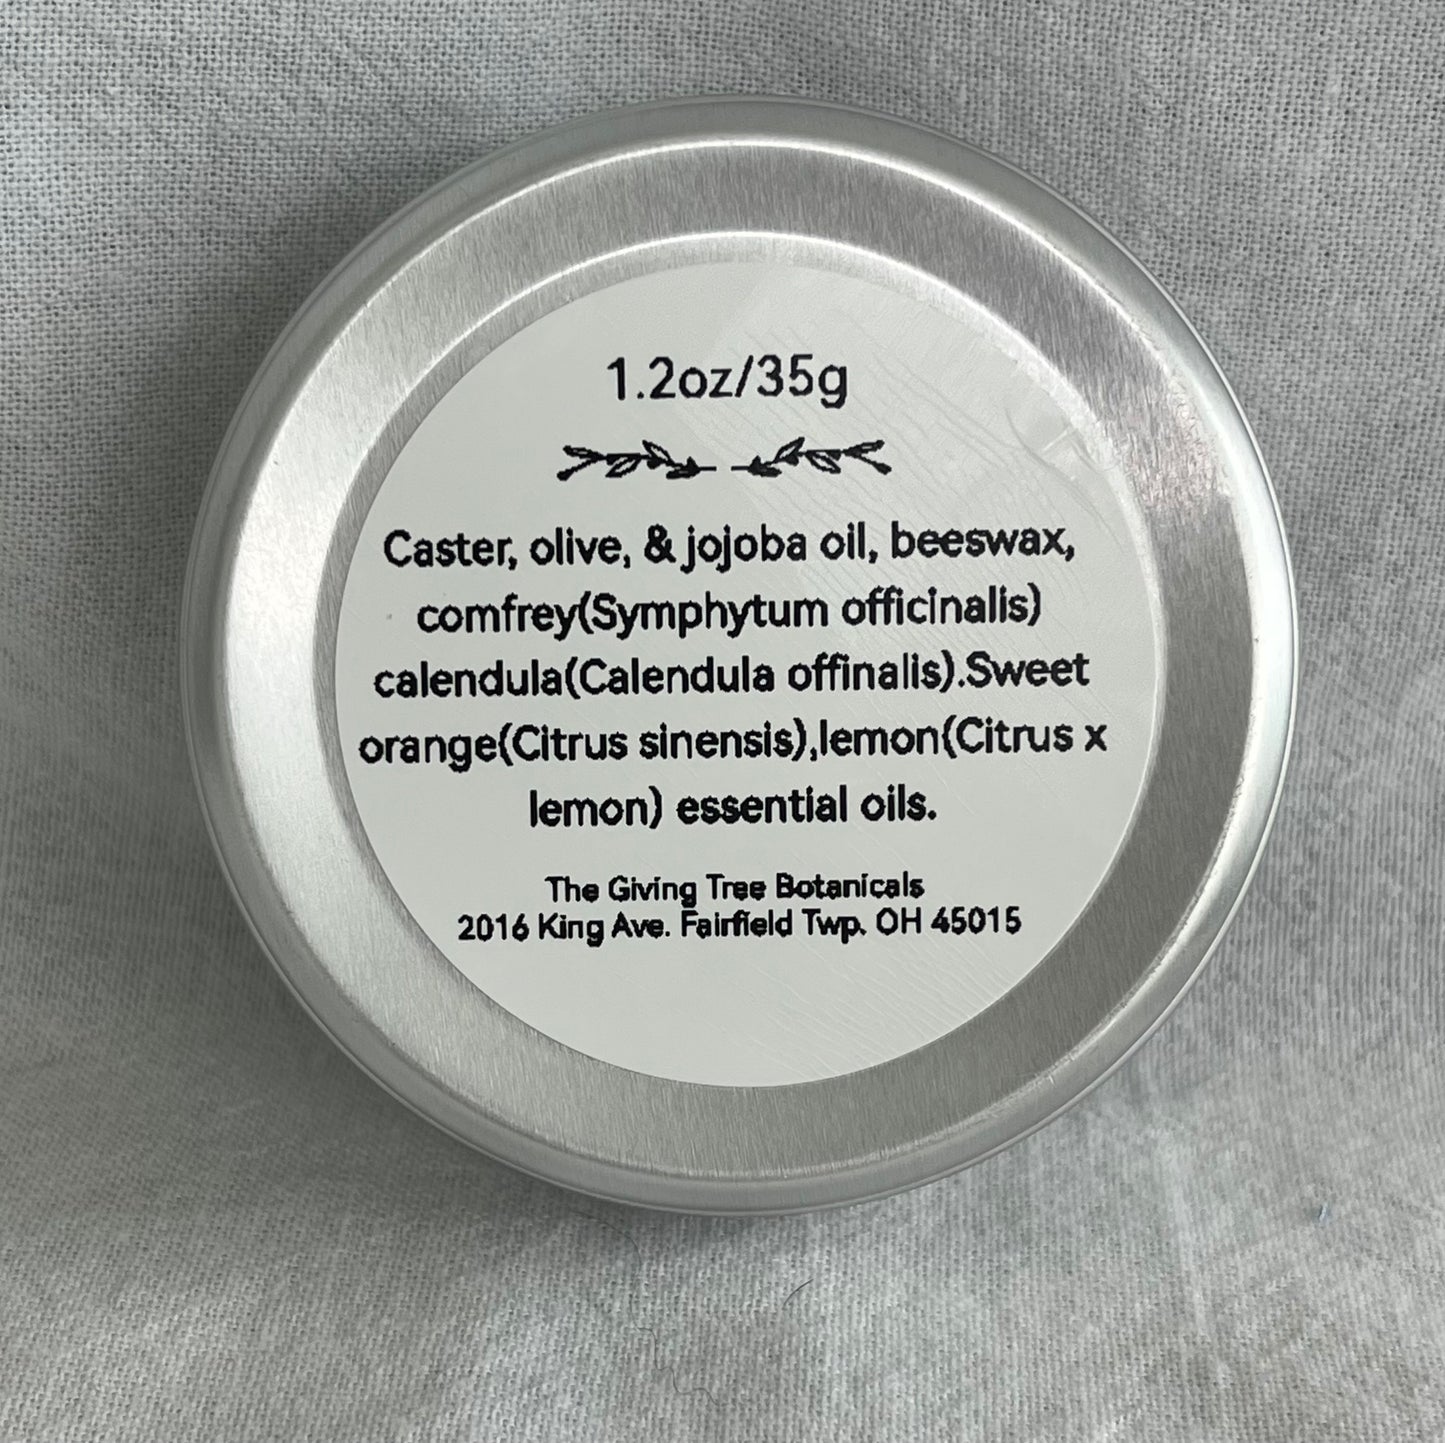 1.2oz/35g
Caster, olive, & jojoba oil, beeswax,
comfrey(Symphytum officinalis)
calendula(Calendula offinalis).Sweet
orange(Citrus sinensis),lemon(Citrus x
lemon) essential oils.
The Giving Tree Botanicals
2016 King Ave. Fairfield Twp. OH 45015